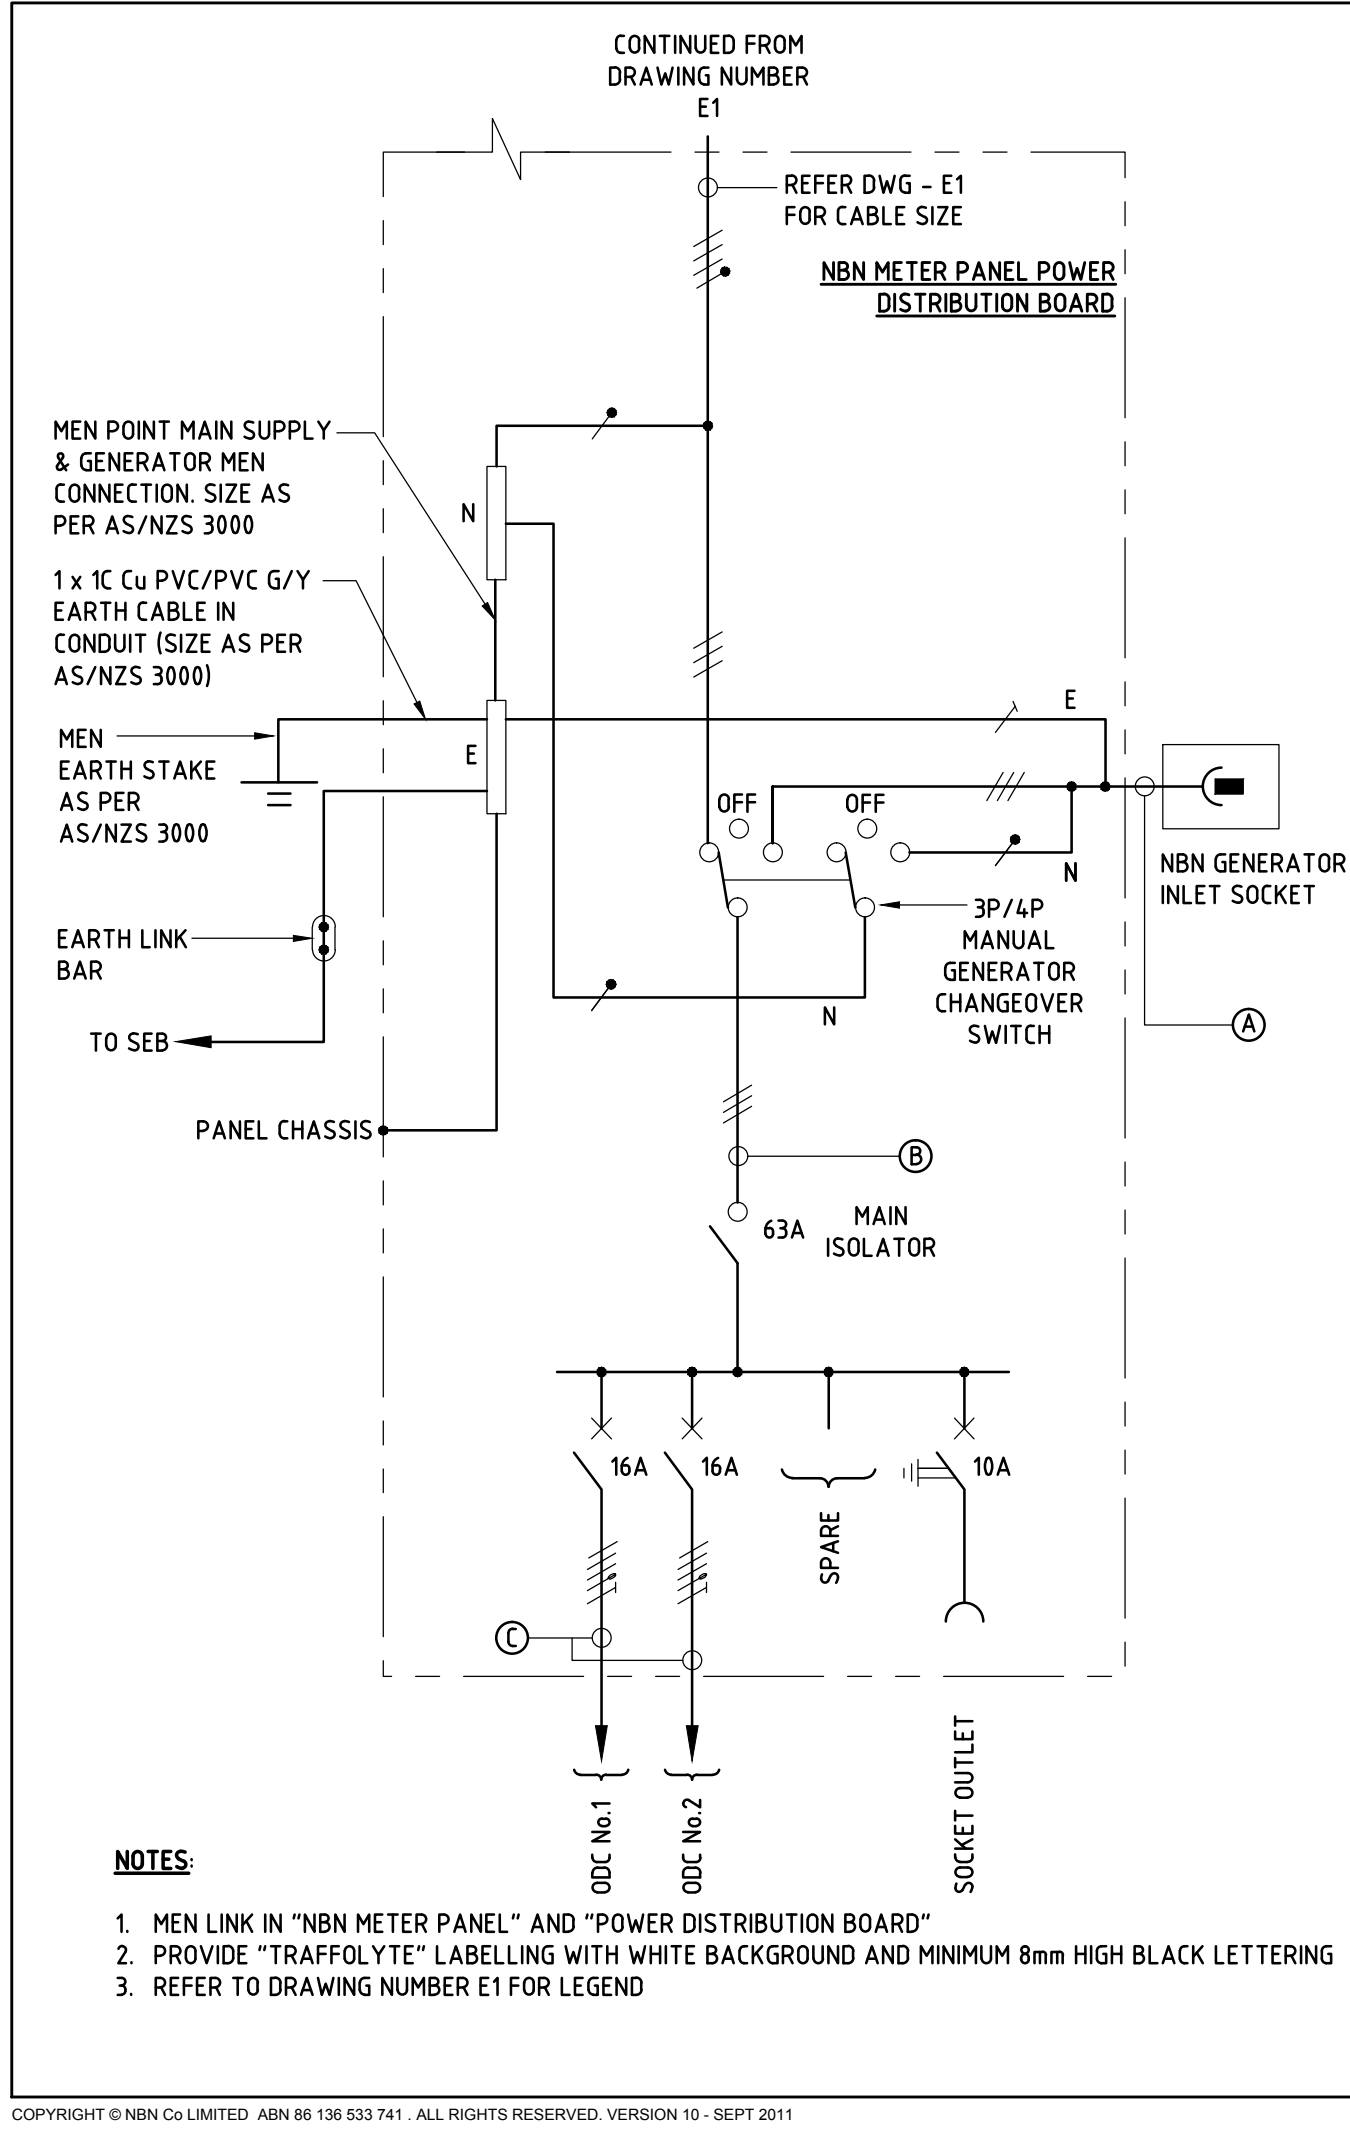 CONTINUED FROM
DRAWING NUMBER
E1
REFER DWG - E1
FOR CABLE SIZE
NBN METER PANEL POWER
DISTRIBUTION BOARD
MEN POINT MAIN SUPPLY
& GENERATOR MEN
CONNECTION. SIZE AS
PER AS/NZS 3000
N
1 x 1C Cu PVC/PVC G/Y
EARTH CABLE IN
CONDUIT (SIZE AS PER
AS/NZS 3000)
E
MEN
EARTH STAKE
AS PER
AS/NZS 3000
E
OFF
OFF
N
NBN GENERATOR
INLET SOCKET
3P/4P
MANUAL
GENERATOR
CHANGEOVER
SWITCH
EARTH LINK
BAR
N
A
TO SEB
PANEL CHASSIS
B
63A
MAIN
ISOLATOR
16A
16A
SPARE
10A
C
ODC No.1
ODC No.2
SOCKET OUTLET
NOTES:
1. MEN LINK IN "NBN METER PANEL" AND "POWER DISTRIBUTION BOARD"
2. PROVIDE "TRAFFOLYTE" LABELLING WITH WHITE BACKGROUND AND MINIMUM 8mm HIGH BLACK LETTERING
3. REFER TO DRAWING NUMBER E1 FOR LEGEND
COPYRIGHT © NBN Co LIMITED ABN 86 136 533 741 . ALL RIGHTS RESERVED. VERSION 10 - SEPT 2011